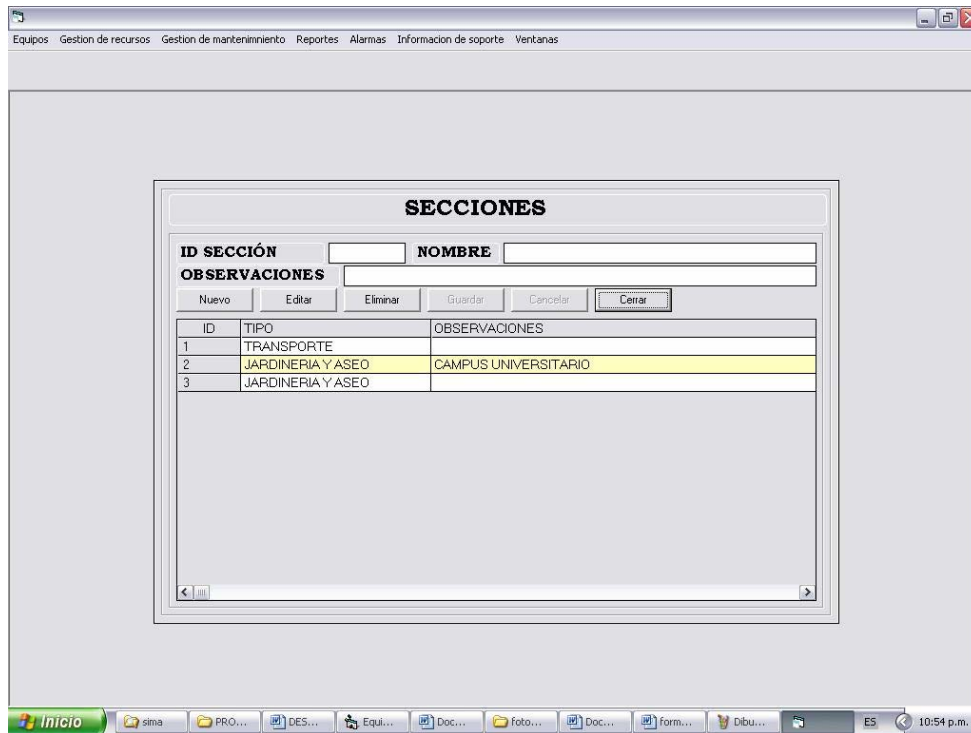 Equipos Gestion de recursos Gestion de mantenimniento Reportes Alarmas Informacion de soporte Ventanas
SECCIONES
ID SECCIÓN NOMBRE
OBSERVACIONES
Nuevo Editar Eliminar Guardar Cancelar Cerrar
ID TIPO OBSERVACIONES
1 TRANSPORTE
2 JARDINERIA Y ASEO CAMPUS UNIVERSITARIO
3 JARDINERIA Y ASEO
Inicio sima PRO... DES... Equi... Doc... foto... Doc... form... Dibu... ES 10:54 p.m.